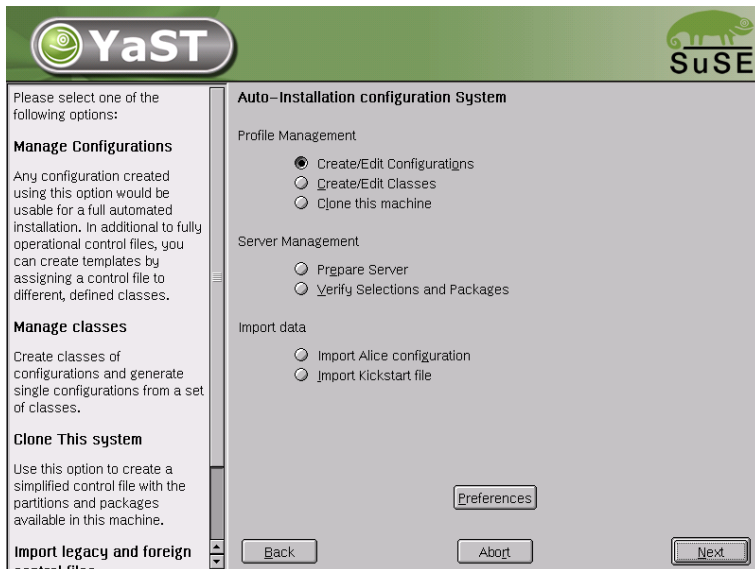 YaST
SuSE
Please select one of the
following options:
Manage Configurations
Any configuration created
using this option would be
usable for a full automated
installation. In additional to fully
operational control files, you
can create templates by
assigning a control file to
different, defined classes.
Manage classes
Create classes of
configurations and generate
single configurations from a set
of classes.
Clone This system
Use this option to create a
simplified control file with the
partitions and packages
available in this machine.
Import legacy and foreign
control files
Auto-Installation configuration System
Profile Management
Create/Edit Configurations
Create/Edit Classes
Clone this machine
Server Management
Prepare Server
Verify Selections and Packages
Import data
Import Alice configuration
Import Kickstart file
Preferences
Back
Abort
Next